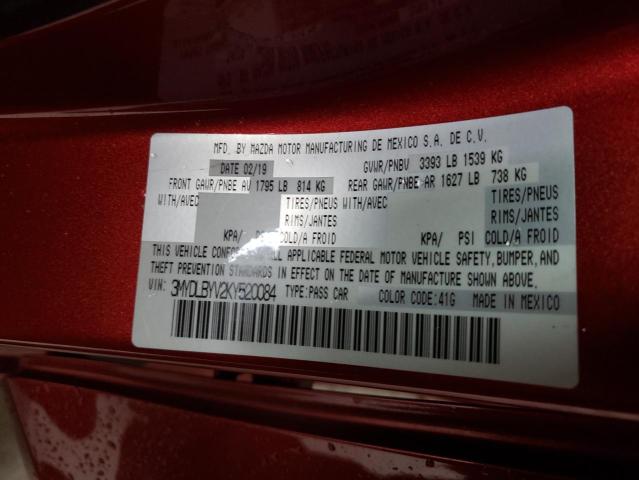 MFD. BY MAZDA MOTOR MANUFACTURING DE MEXICO S.A. DE C.V.
DATE 02/19 GVWR/PNBV 3393 LB 1539 KG
FRONT GAWR/PNBE AV 1795 LB 814 KG REAR GAWR/PNBE AR 1627 LB 738 KG
WITH/AVEC TIRES/PNEUS WITH/AVEC TIRES/PNEUS
RIMS/JANTES RIMS/JANTES
KPA/ PSI COLD/A FROID KPA/ PSI COLD/A FROID
THIS VEHICLE CONFORMS TO ALL APPLICABLE FEDERAL MOTOR VEHICLE SAFETY, BUMPER, AND
THEFT PREVENTION STANDARDS IN EFFECT ON THE DATE OF MANUFACTURE SHOWN ABOVE.
VIN: 3MYDLBYV2KY520084 TYPE:PASS CAR COLOR CODE:41G MADE IN MEXICO